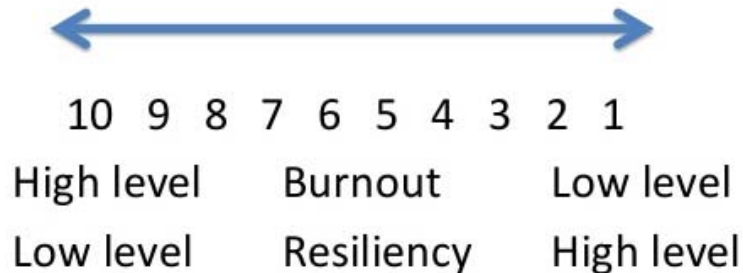 10 9 8 7 6 5 4 3 2 1
High level Burnout Low level
Low level Resiliency High level